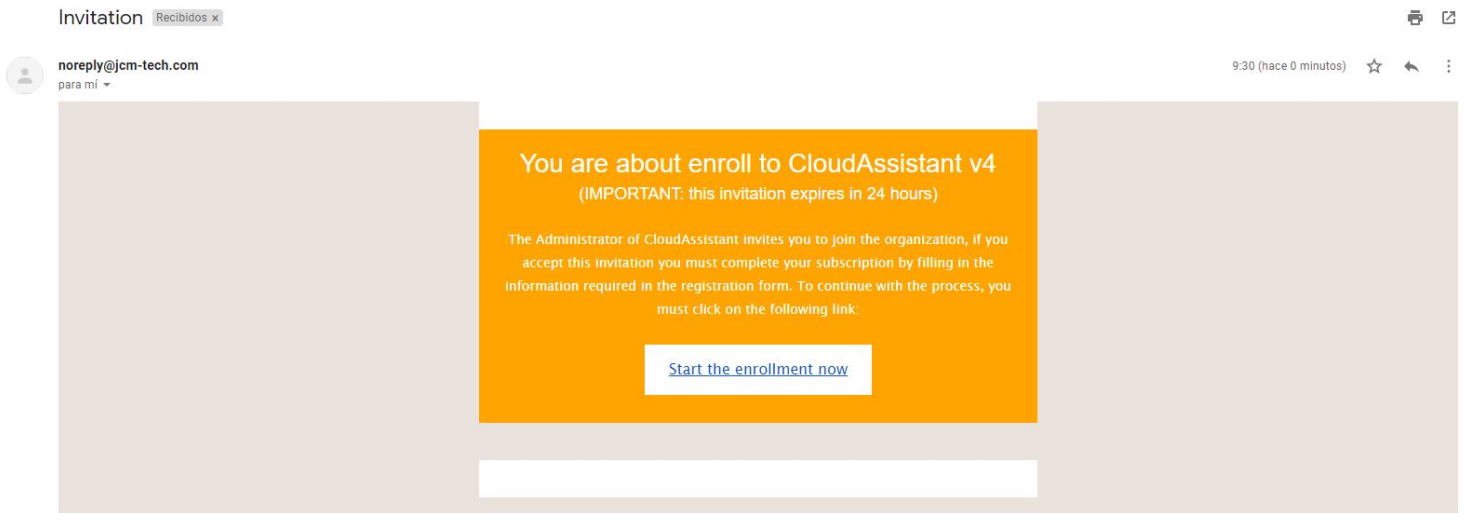 Invitation Recibidos x
noreply@jcm-tech.com
9:30 (hace 0 minutos)
para mí
You are about enroll to CloudAssistant v4
(IMPORTANT: this invitation expires in 24 hours)
The Administrator of CloudAssistant invites you to join the organization, if you
accept this invitation you must complete your subscription by filling in the
information required in the registration form. To continue with the process, you
must click on the following link:
Start the enrollment now